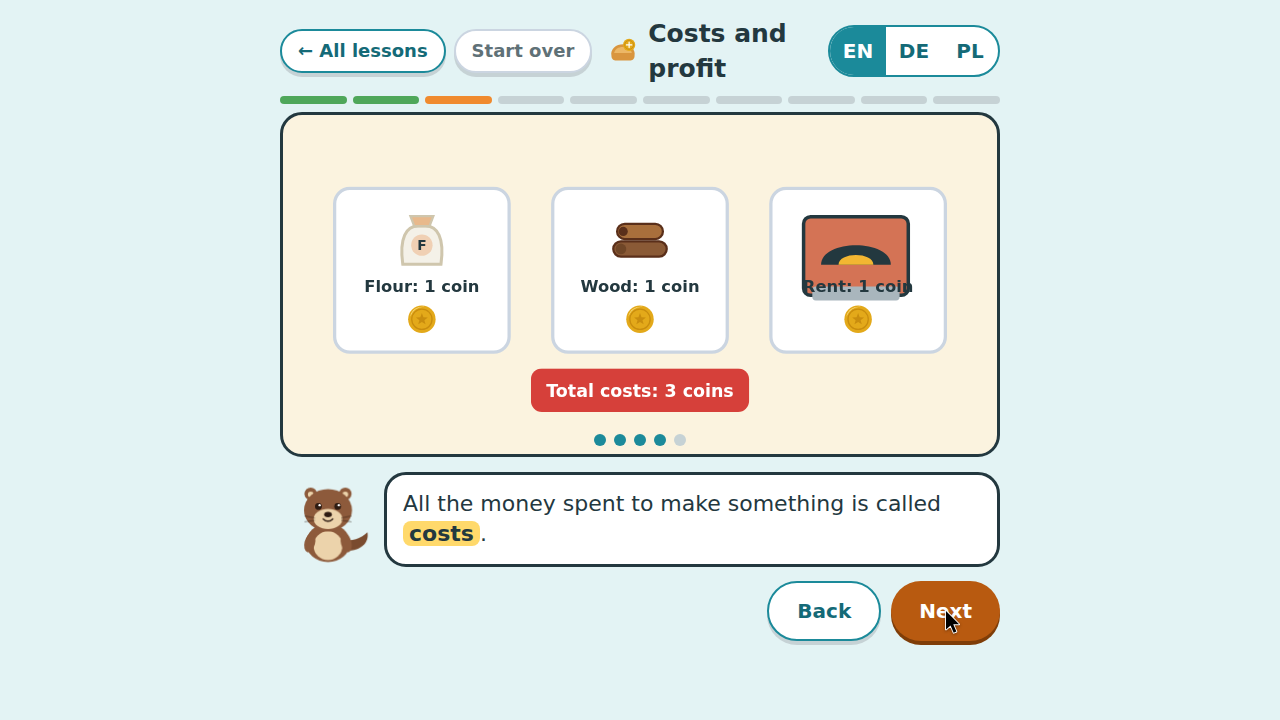 ← All lessons
Start over
Costs and
profit
EN
DE
PL
F
Flour: 1 coin
Wood: 1 coin
Rent: 1 coin
Total costs: 3 coins
All the money spent to make something is called
costs.
Back
Next